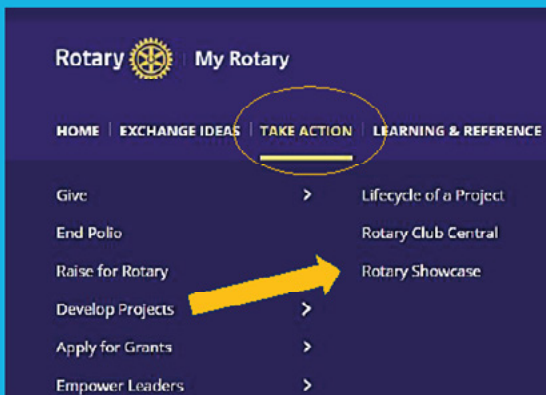 Rotary My Rotary
HOME EXCHANGE IDEAS TAKE ACTION LEARNING & REFERENCE
Give > Lifecycle of a Project
End Polio Rotary Club Central
Raise for Rotary Rotary Showcase
Develop Projects >
Apply for Grants >
Empower Leaders >